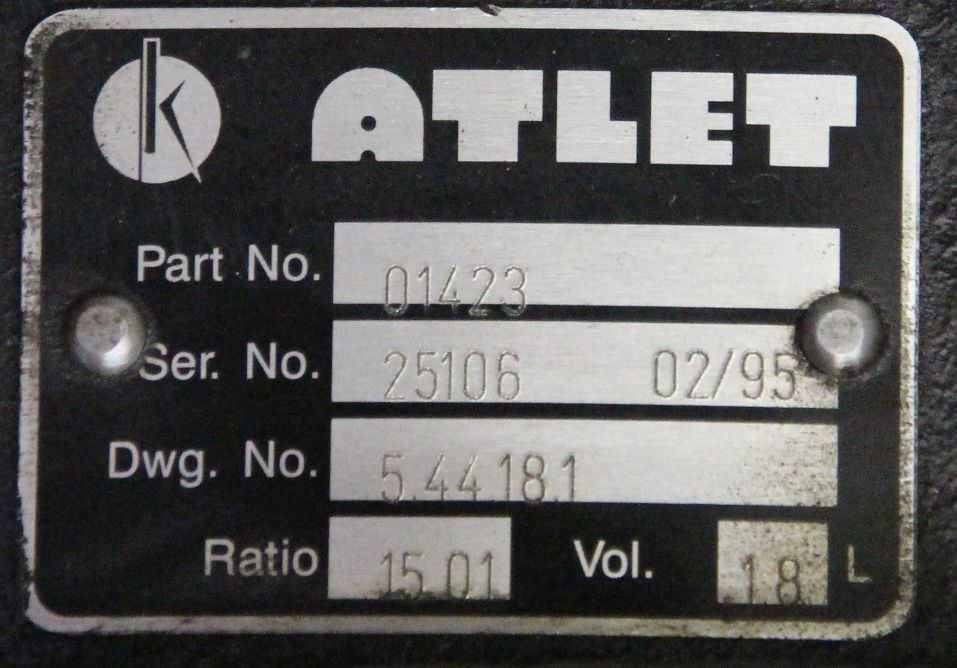 k ATLET
Part No. 01423
Ser. No. 25106 02/95
Dwg. No. 5.44.18.1
Ratio 15.01 Vol. 1.8 L